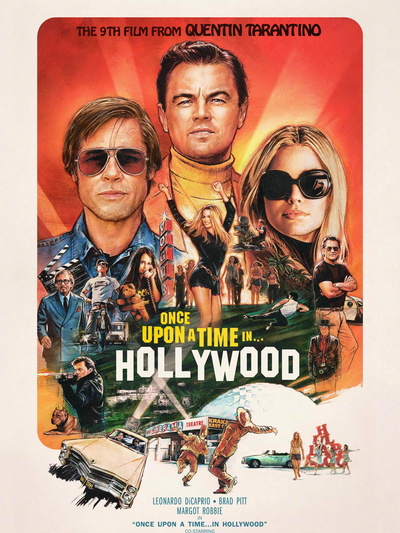 THE 9TH FILM FROM QUENTIN TARANTINO
ONCE
UPON A TIME IN...
HOLLYWOOD
THEATRE
LEONARDO DiCAPRIO • BRAD PITT
MARGOT ROBBIE
IN
"ONCE UPON A TIME...IN HOLLYWOOD"
CO-STARRING